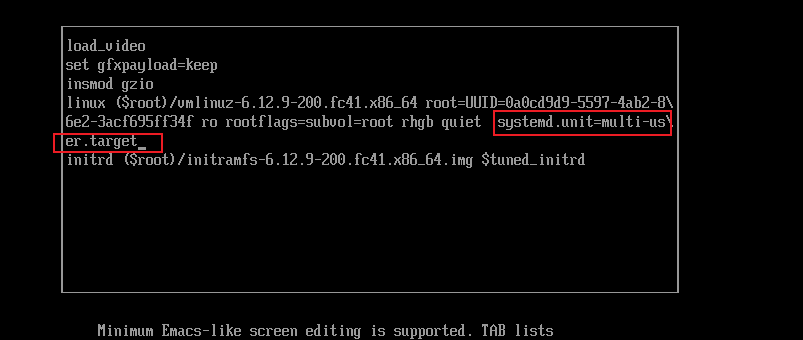 load_video
set gfxpayload=keep
insmod gzio
linux ($root)/vmlinuz-6.12.9-200.fc41.x86_64 root=UUID=0a0cd9d9-5597-4ab2-8\
6e2-3acf695ff34f ro rootflags=subvol=root rhgb quiet  systemd.unit=multi-us\
er.target_
initrd ($root)/initramfs-6.12.9-200.fc41.x86_64.img $tuned_initrd
Minimum Emacs-like screen editing is supported. TAB lists